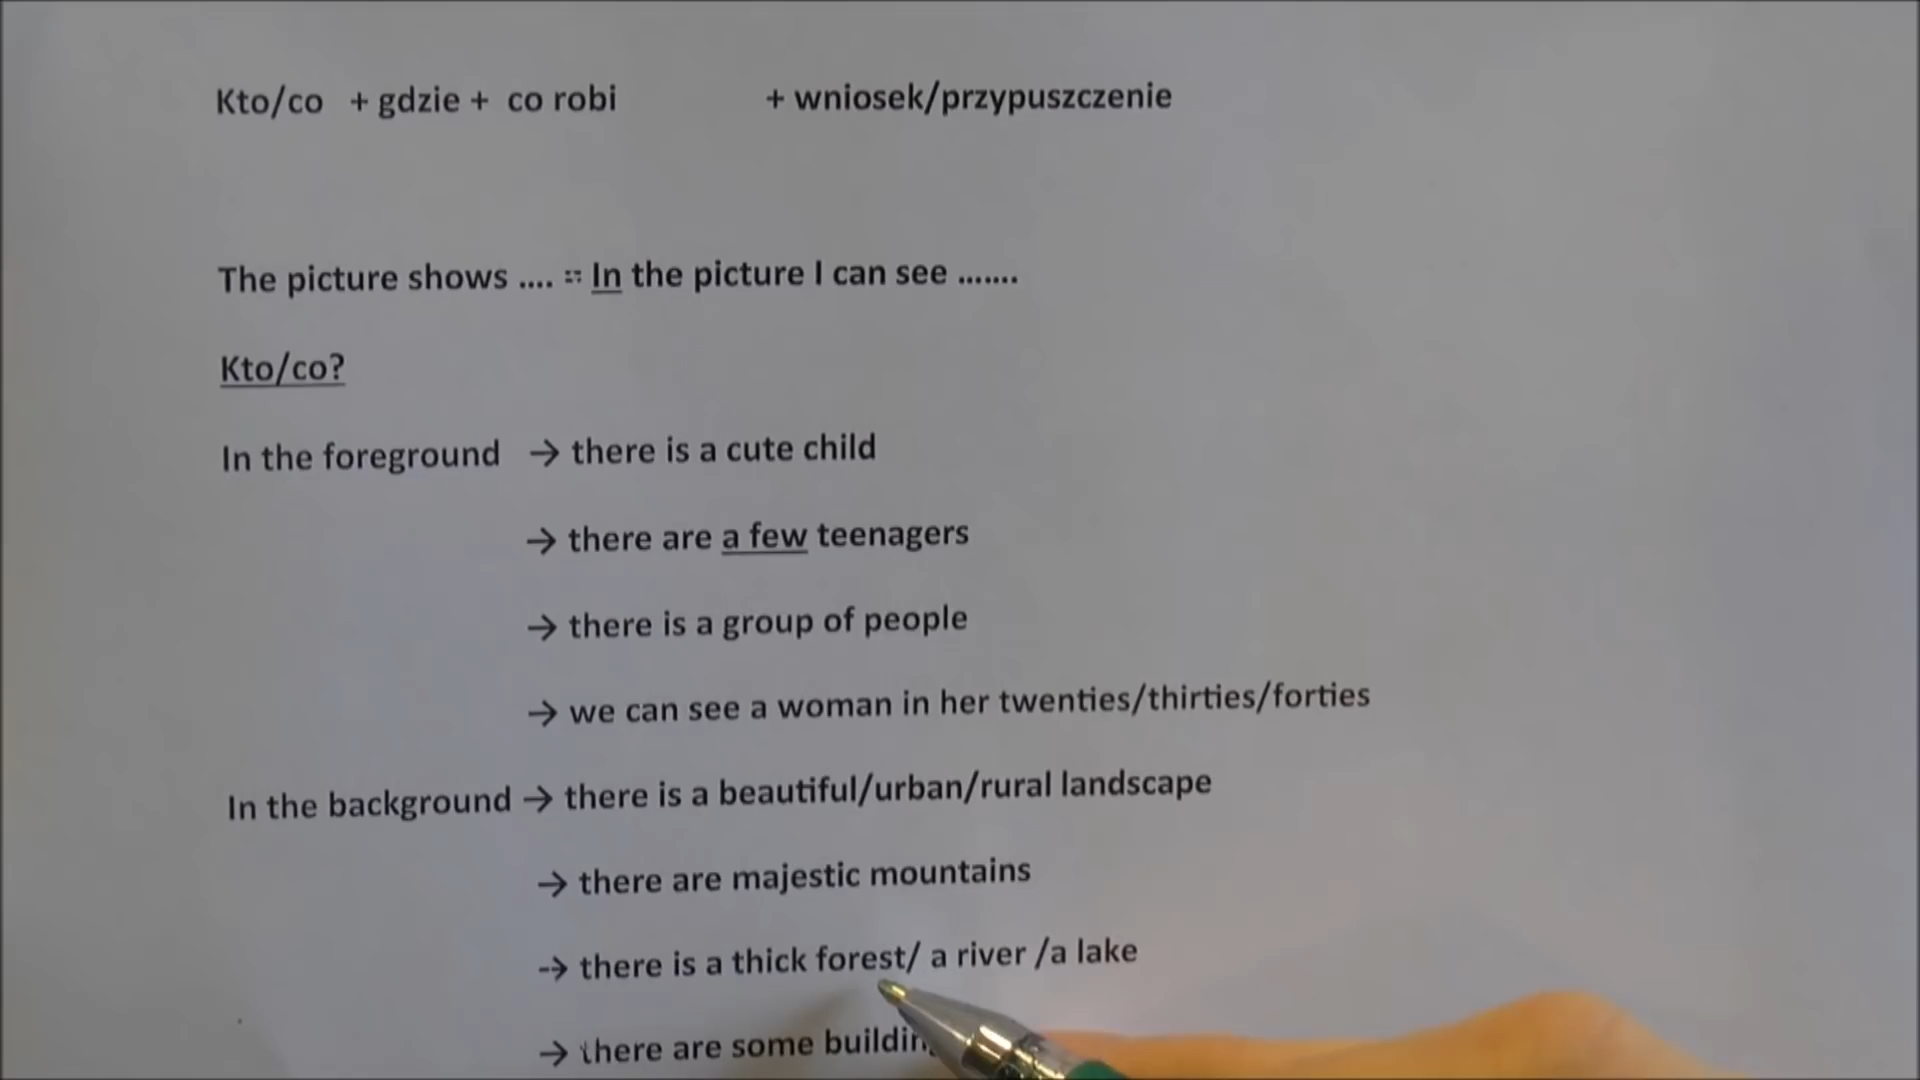 Kto/co + gdzie + co robi + wniosek/przypuszczenie
The picture shows .... = In the picture I can see .......
Kto/co?
In the foreground → there is a cute child
→ there are a few teenagers
→ there is a group of people
→ we can see a woman in her twenties/thirties/forties
In the background → there is a beautiful/urban/rural landscape
→ there are majestic mountains
→ there is a thick forest/ a river /a lake
→ there are some